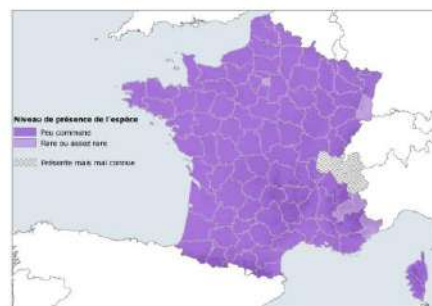 Niveau de présence de l'espèce
Peu commune
Rare ou assez rare
Présente mais mal connue